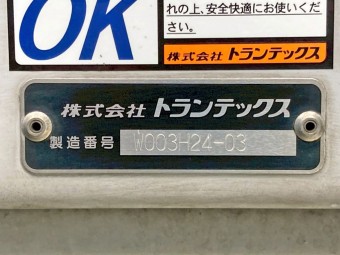 OK
れの上、安全快適にお使いくだ
さい。
株式会社 トランテックス
株式会社 トランテックス
製造番号 W003H24-03